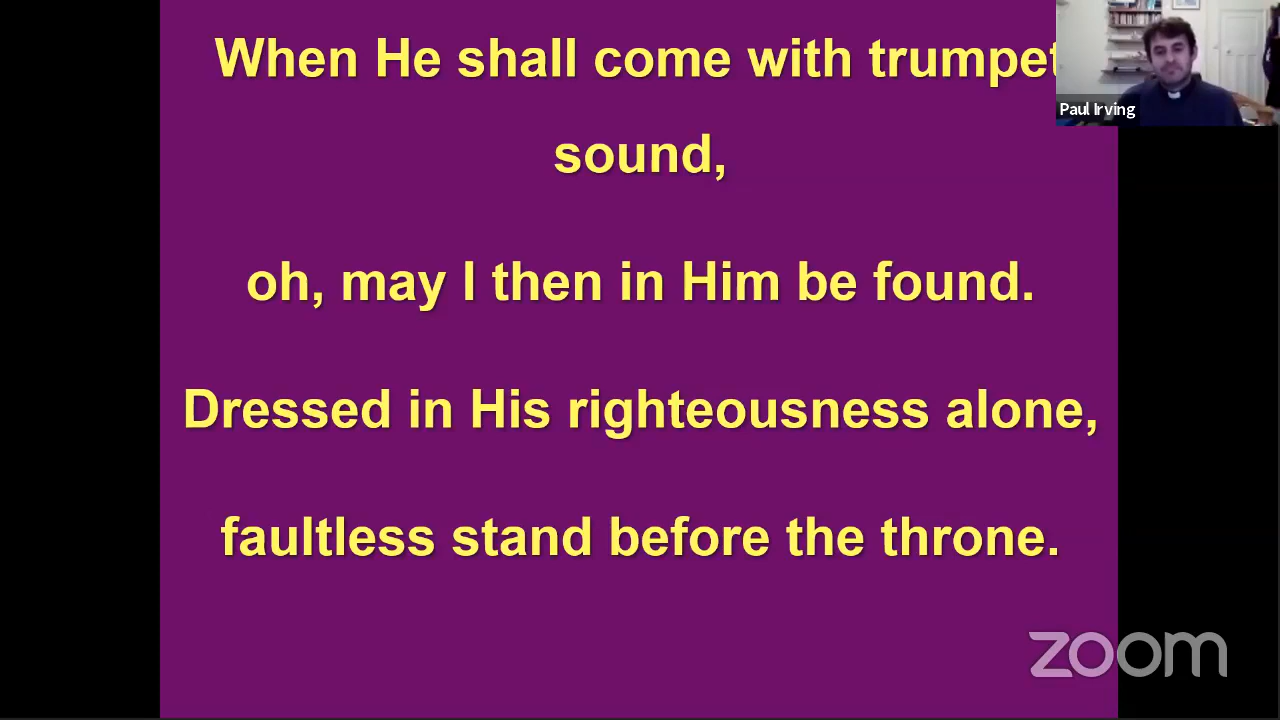 When He shall come with trumpet
sound,
oh, may I then in Him be found.
Dressed in His righteousness alone,
faultless stand before the throne.
Paul Irving
zoom